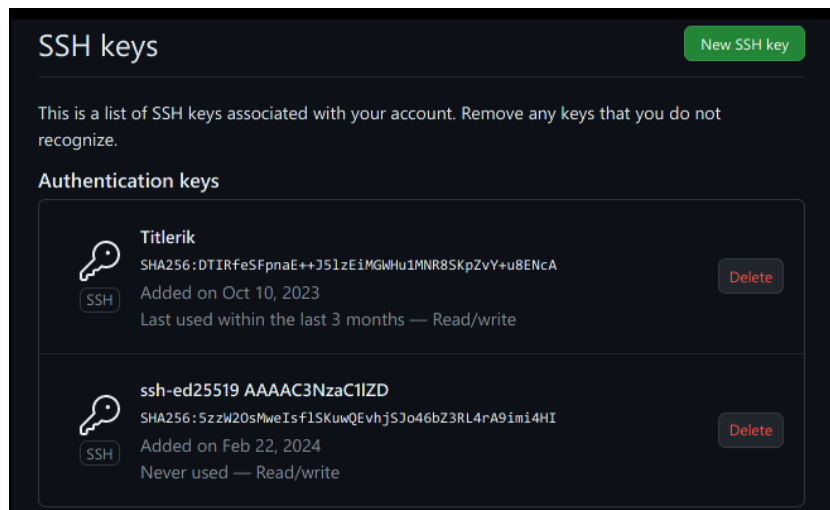 SSH keys
New SSH key
This is a list of SSH keys associated with your account. Remove any keys that you do not
recognize.
Authentication keys
Titlerik
SHA256:DTIRfeSFpnaE++J5lzEiMGWHu1MNR8SKpZvY+u8ENcA
SSH
Added on Oct 10, 2023
Last used within the last 3 months — Read/write
Delete
ssh-ed25519 AAAAC3NzaC1lZD
SHA256:5zzW2OsMweIsflSKuwQEvhjSJo46bZ3RL4rA9imi4HI
SSH
Added on Feb 22, 2024
Never used — Read/write
Delete